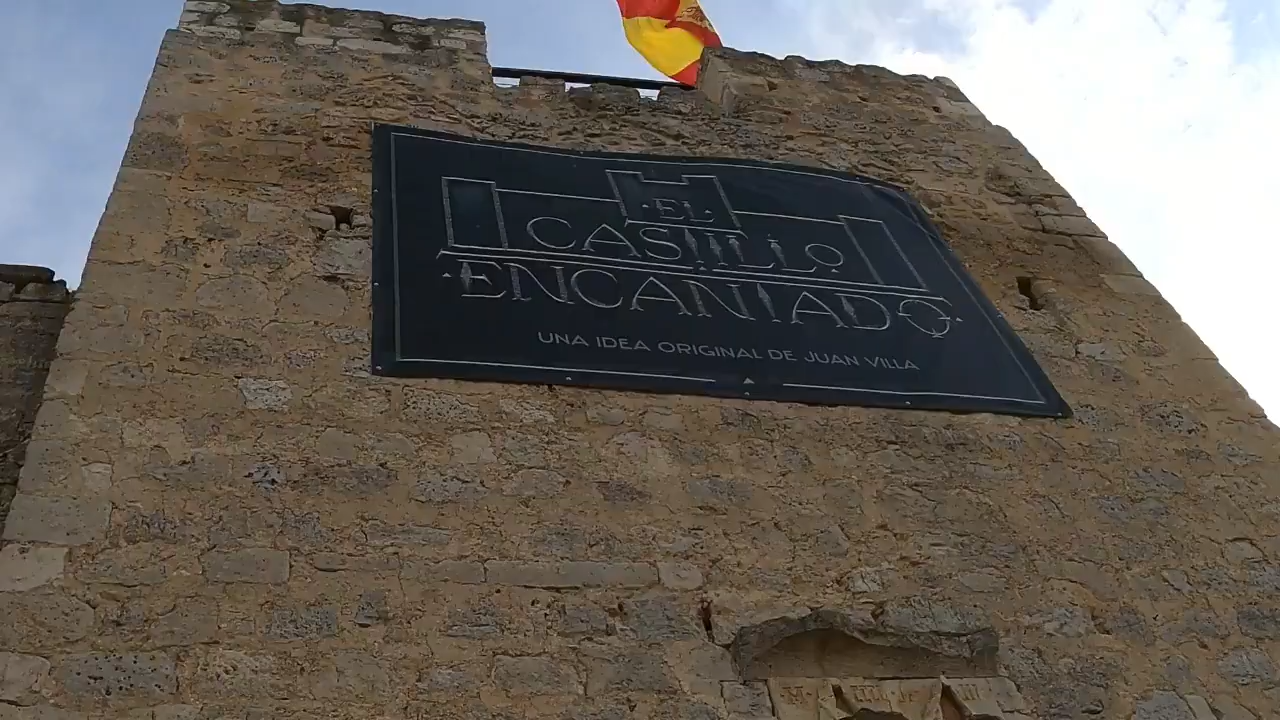 ·EL·
CASTILLO
·ENCANTADO·
UNA IDEA ORIGINAL DE JUAN VILLA